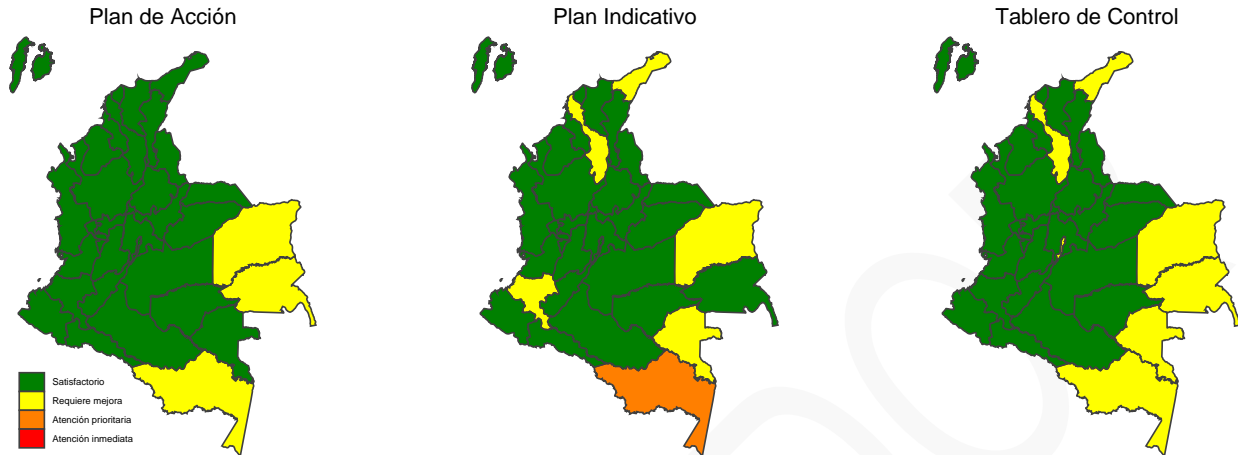 Plan de Acción
Plan Indicativo
Tablero de Control
Satisfactorio
Requiere mejora
Atención prioritaria
Atención inmediata